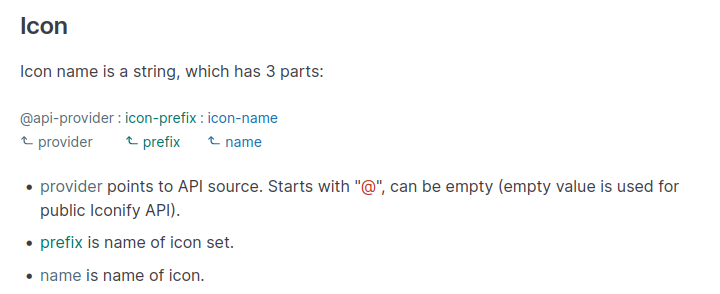 Icon
Icon name is a string, which has 3 parts:
@api-provider : icon-prefix : icon-name
⮤ provider ⮤ prefix ⮤ name
• provider points to API source. Starts with "@", can be empty (empty value is used for
public Iconify API).
• prefix is name of icon set.
• name is name of icon.